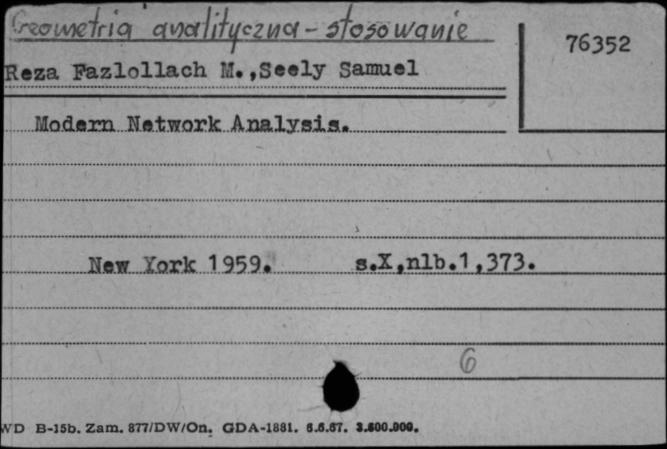 Geometria analityczna - stosowanie
76352
Reza Fazlollach M.,Seely Samuel
Modern Network Analysis.
New York 1959. s.X,nlb.1,373.
6
WD B-15b. Zam. 877/DW/On. GDA-1881. 6.6.67. 3.600.000.